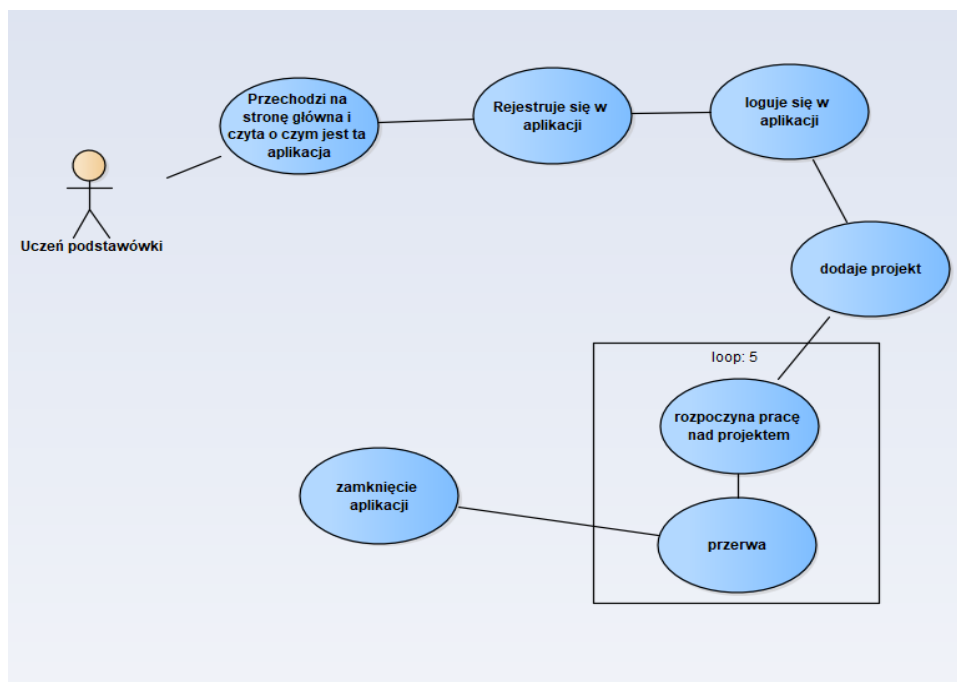 Przechodzi na
stronę główna i
czyta o czym jest ta
aplikacja
Rejestruje się w
aplikacji
loguje się w
aplikacji
Uczeń podstawówki
dodaje projekt
loop: 5
rozpoczyna pracę
nad projektem
zamknięcie
aplikacji
przerwa